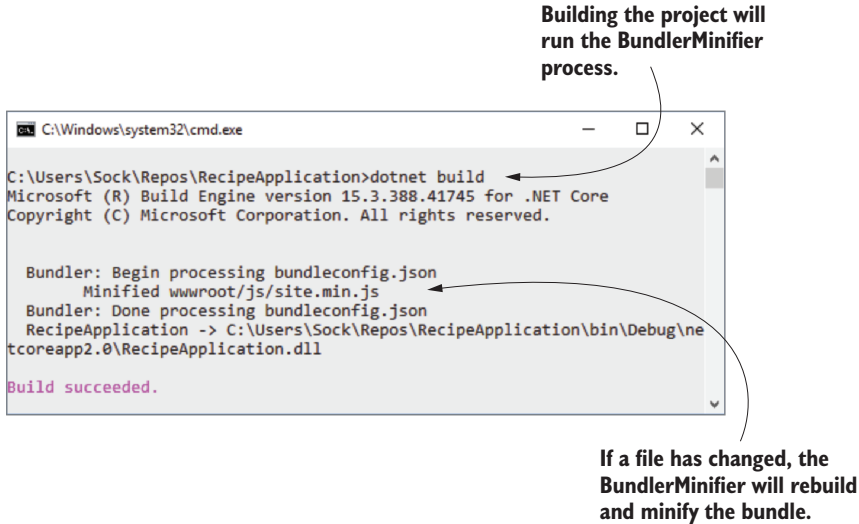 Building the project will
run the BundlerMinifier
process.
C:\Windows\system32\cmd.exe
C:\Users\Sock\Repos\RecipeApplication>dotnet build
Microsoft (R) Build Engine version 15.3.388.41745 for .NET Core
Copyright (C) Microsoft Corporation. All rights reserved.
Bundler: Begin processing bundleconfig.json
Minified wwwroot/js/site.min.js
Bundler: Done processing bundleconfig.json
RecipeApplication -> C:\Users\Sock\Repos\RecipeApplication\bin\Debug\ne
tcoreapp2.0\RecipeApplication.dll
Build succeeded.
If a file has changed, the
BundlerMinifier will rebuild
and minify the bundle.